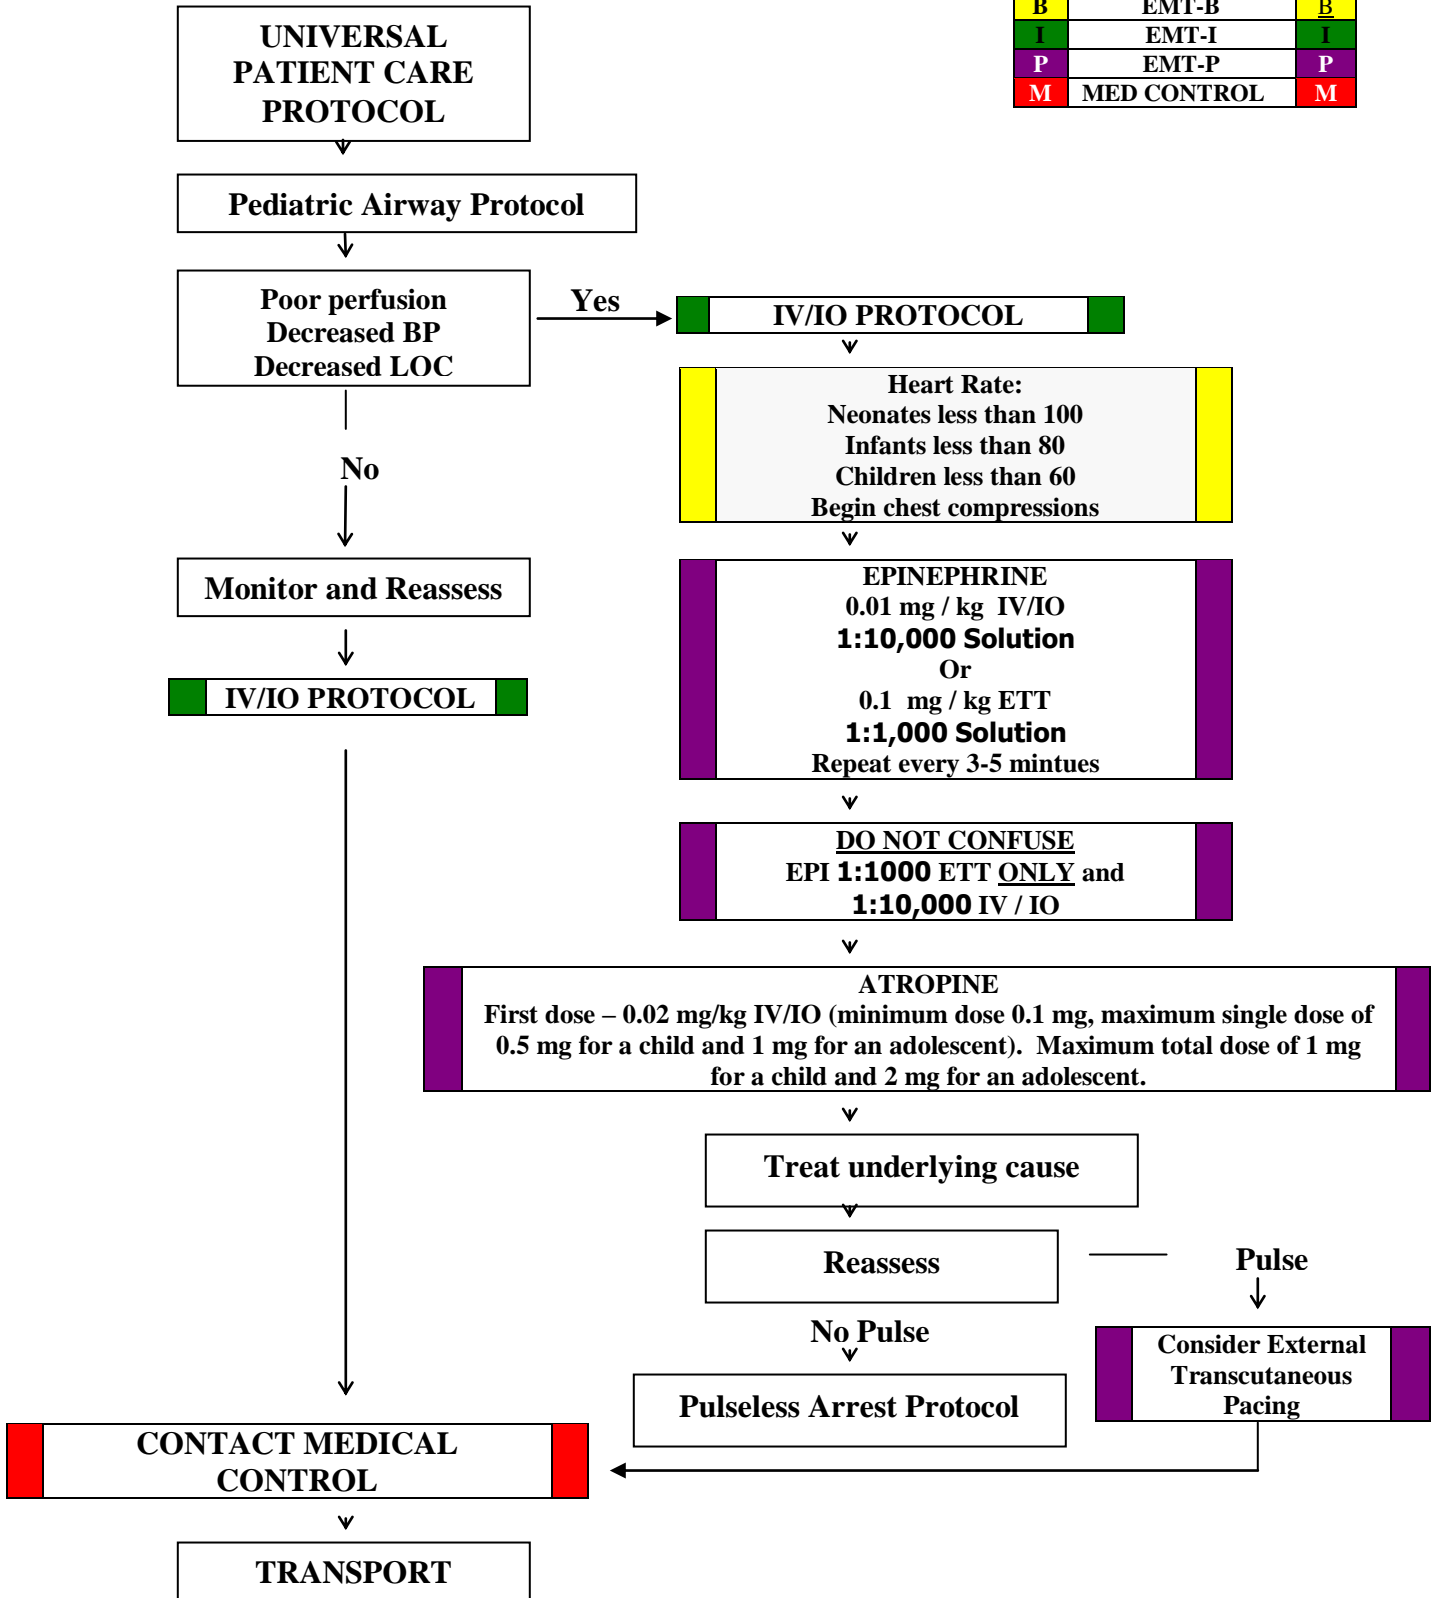 B EMT-B B
I EMT-I I
P EMT-P P
M MED CONTROL M
UNIVERSAL
PATIENT CARE
PROTOCOL
Pediatric Airway Protocol
Poor perfusion
Decreased BP
Decreased LOC
Yes
IV/IO PROTOCOL
Heart Rate:
Neonates less than 100
Infants less than 80
Children less than 60
Begin chest compressions
No
Monitor and Reassess
IV/IO PROTOCOL
EPINEPHRINE
0.01 mg / kg IV/IO
1:10,000 Solution
Or
0.1 mg / kg ETT
1:1,000 Solution
Repeat every 3-5 mintues
DO NOT CONFUSE
EPI 1:1000 ETT ONLY and
1:10,000 IV / IO
ATROPINE
First dose – 0.02 mg/kg IV/IO (minimum dose 0.1 mg, maximum single dose of
0.5 mg for a child and 1 mg for an adolescent). Maximum total dose of 1 mg
for a child and 2 mg for an adolescent.
Treat underlying cause
Reassess
Pulse
No Pulse
Consider External
Transcutaneous
Pacing
Pulseless Arrest Protocol
CONTACT MEDICAL
CONTROL
TRANSPORT